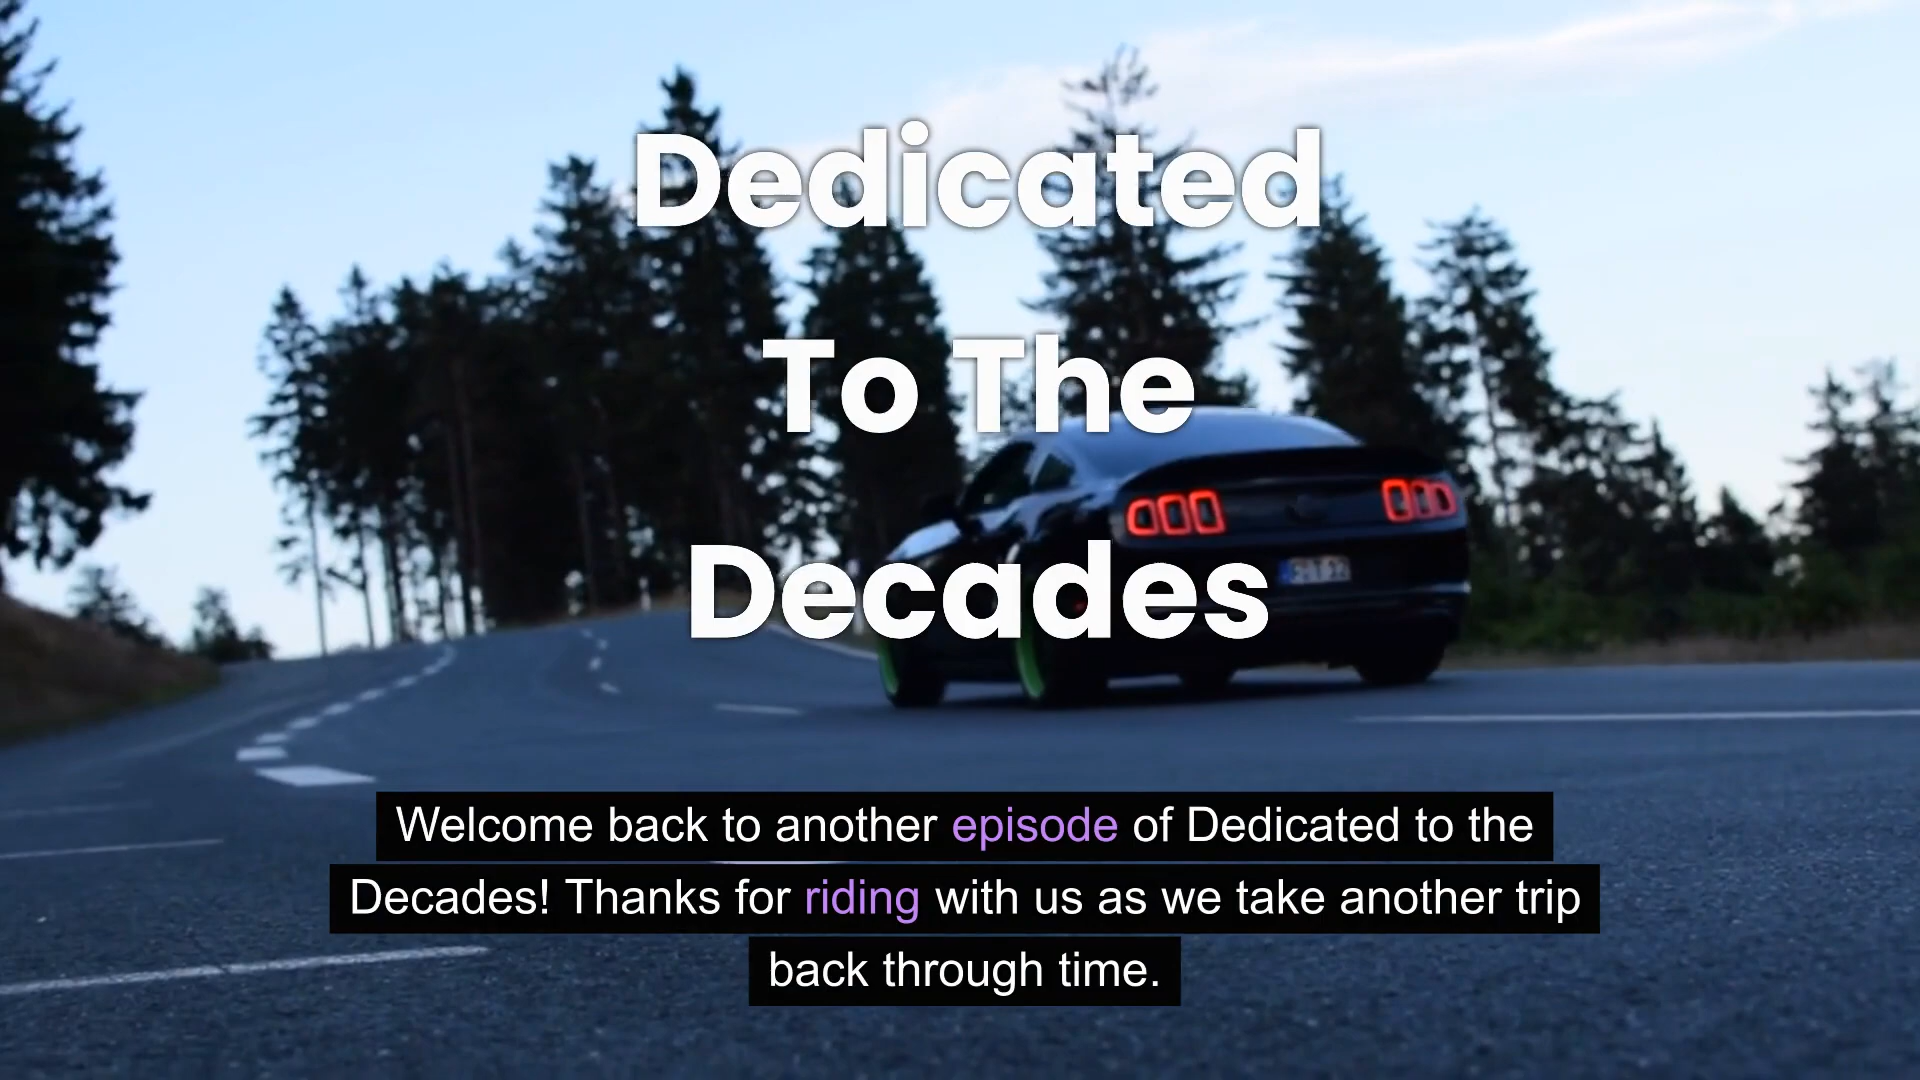 Dedicated
To The
Decades
Welcome back to another episode of Dedicated to the
Decades! Thanks for riding with us as we take another trip
back through time.